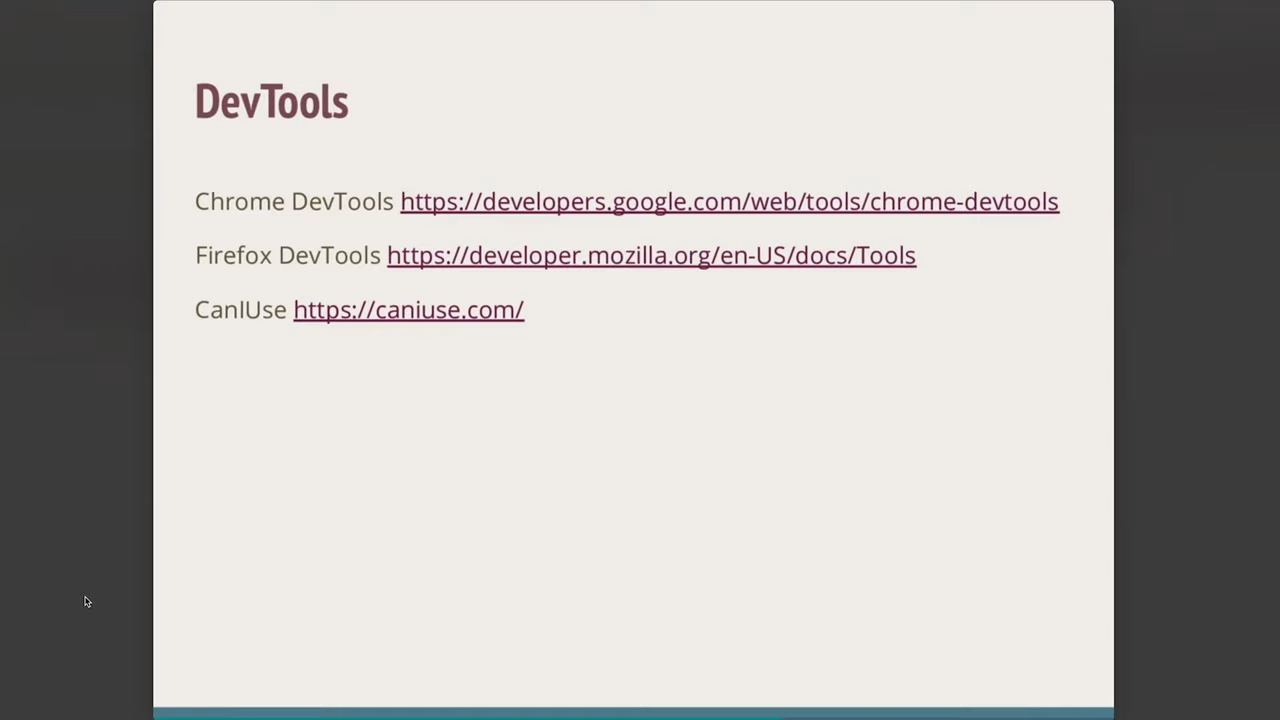 DevTools
Chrome DevTools https://developers.google.com/web/tools/chrome-devtools
Firefox DevTools https://developer.mozilla.org/en-US/docs/Tools
CanIUse https://caniuse.com/